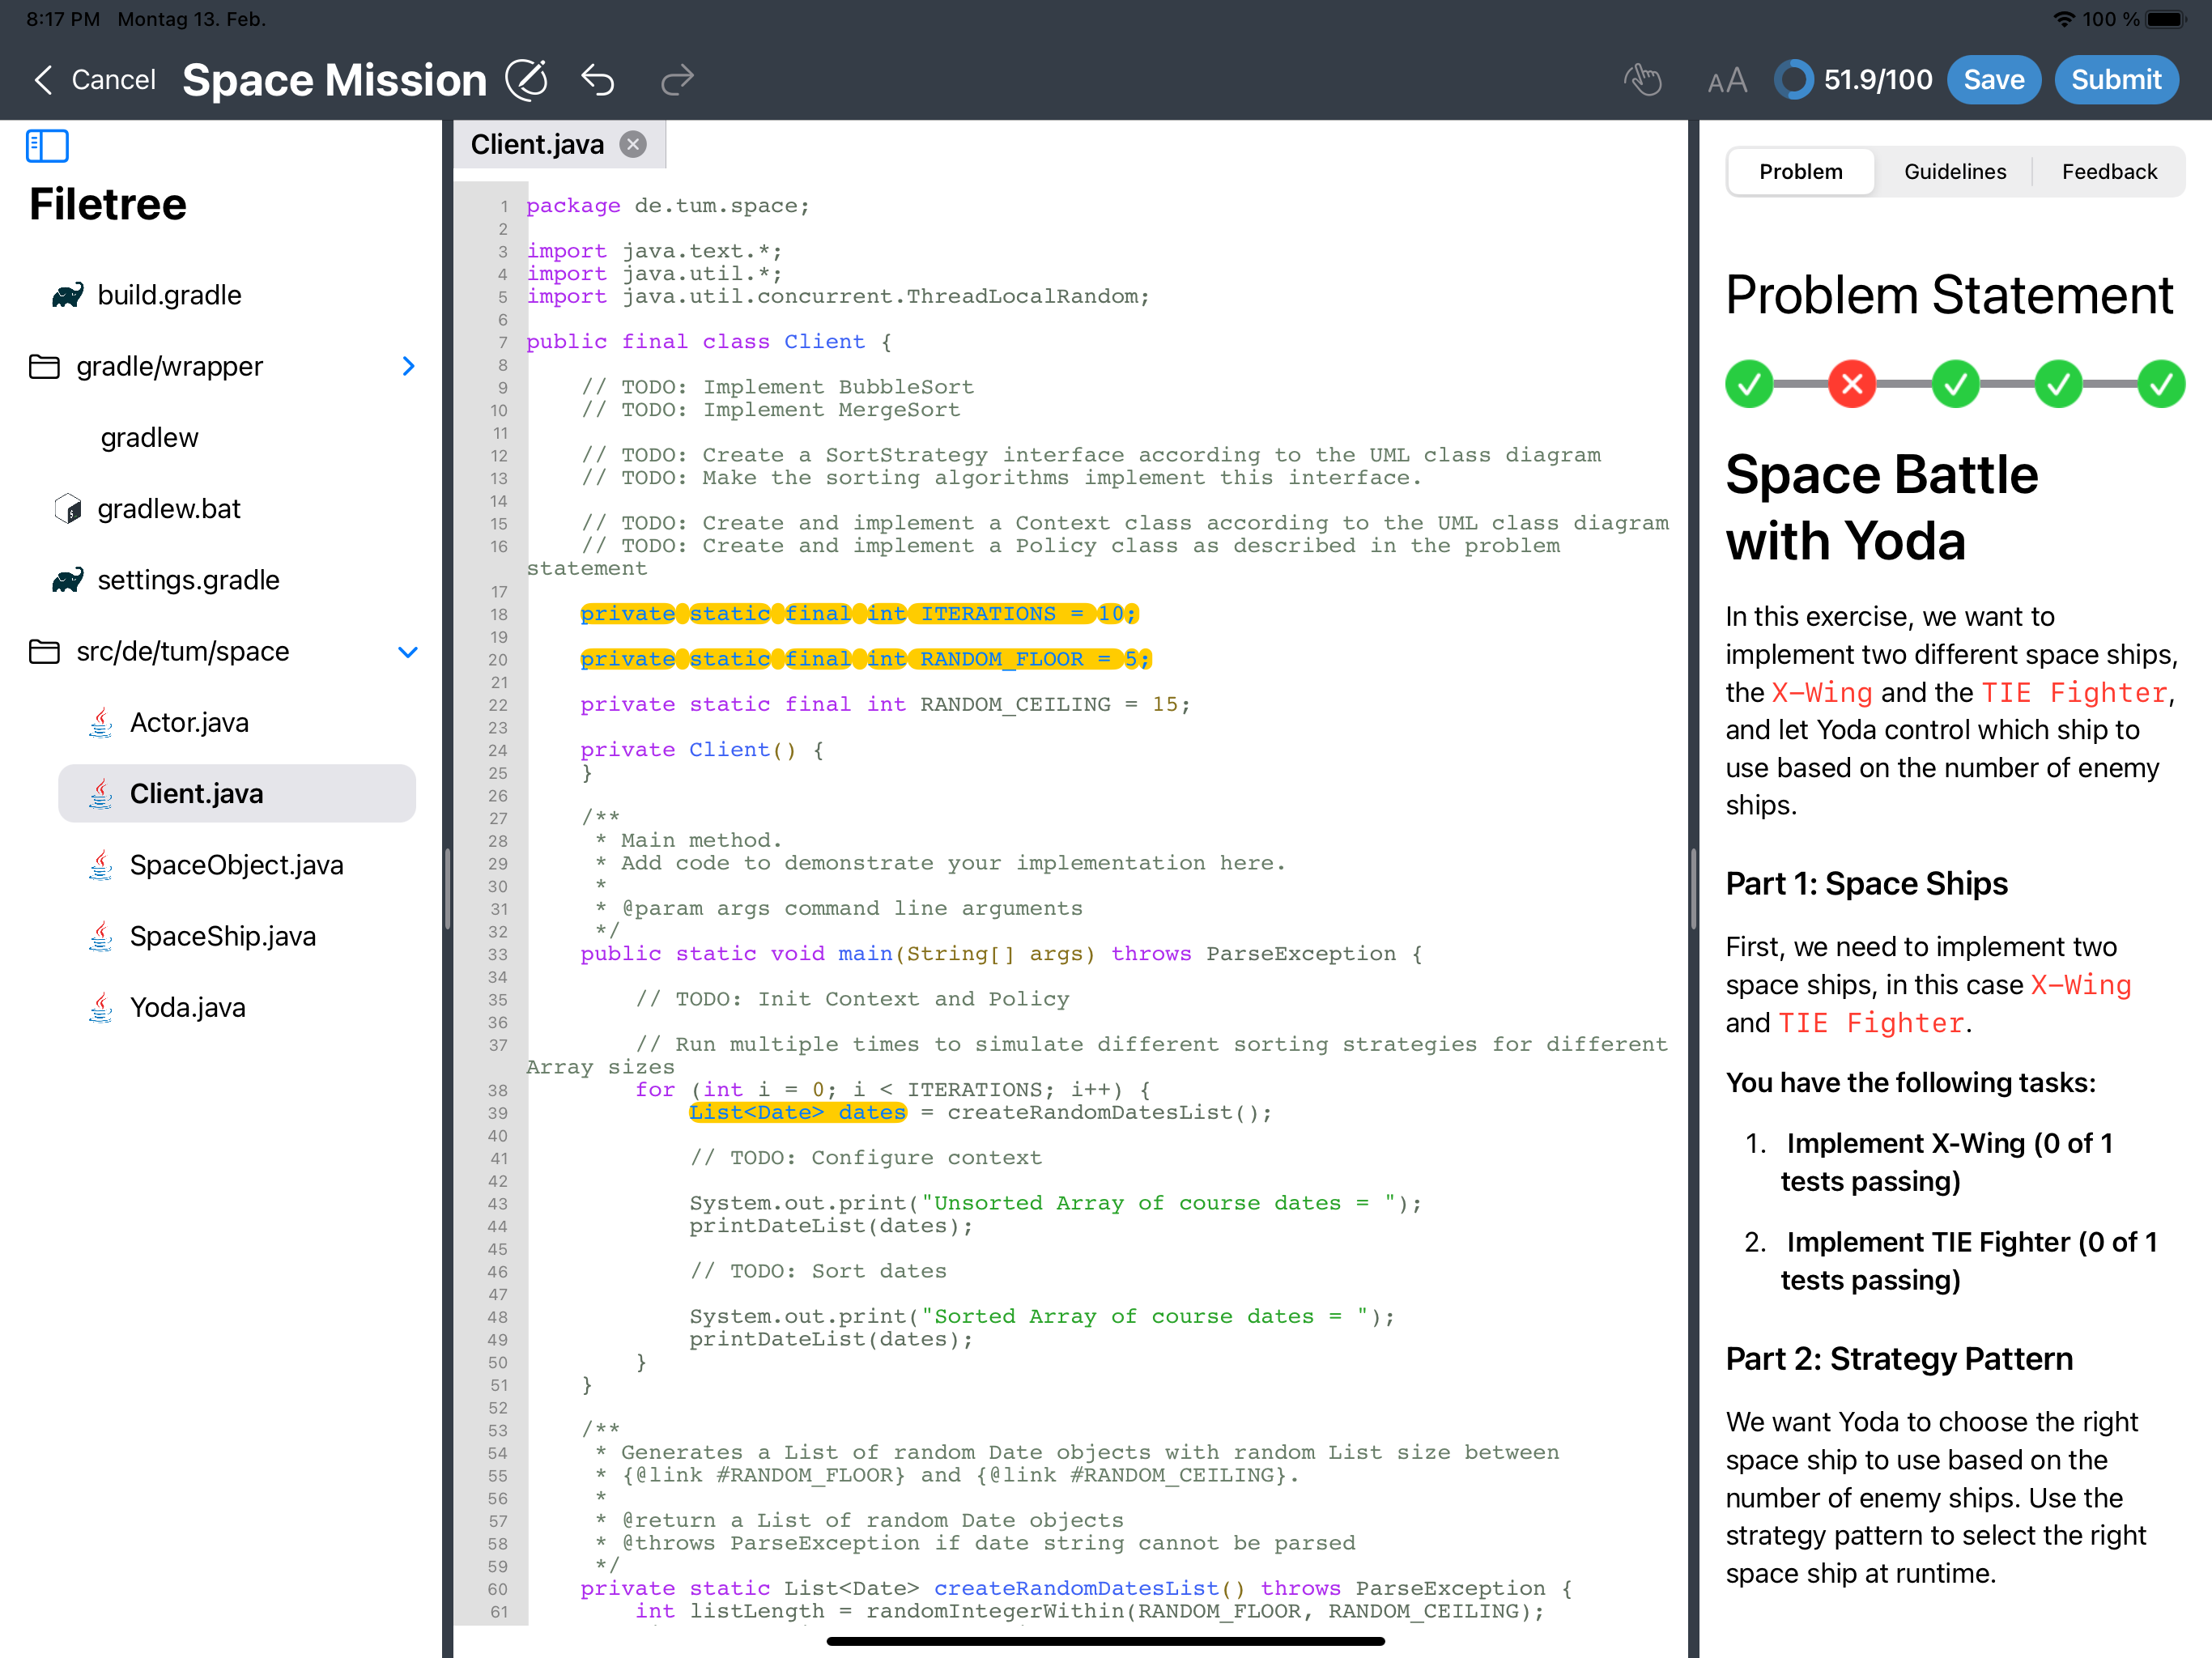 8:17 PM Montag 13. Feb.
100 %
Cancel Space Mission
AA 51.9/100 Save Submit
Filetree
build.gradle
gradle/wrapper
gradlew
gradlew.bat
settings.gradle
src/de/tum/space
Actor.java
Client.java
SpaceObject.java
SpaceShip.java
Yoda.java
Client.java
1 package de.tum.space;
2
3 import java.text.*;
4 import java.util.*;
5 import java.util.concurrent.ThreadLocalRandom;
6
7 public final class Client {
8
9 // TODO: Implement BubbleSort
10 // TODO: Implement MergeSort
11
12 // TODO: Create a SortStrategy interface according to the UML class diagram
13 // TODO: Make the sorting algorithms implement this interface.
14
15 // TODO: Create and implement a Context class according to the UML class diagram
16 // TODO: Create and implement a Policy class as described in the problem
statement
17
18 private static final int ITERATIONS = 10;
19
20 private static final int RANDOM_FLOOR = 5;
21
22 private static final int RANDOM_CEILING = 15;
23
24 private Client() {
25 }
26
27 /**
28 * Main method.
29 * Add code to demonstrate your implementation here.
30 *
31 * @param args command line arguments
32 */
33 public static void main(String[] args) throws ParseException {
34
35 // TODO: Init Context and Policy
36
37 // Run multiple times to simulate different sorting strategies for different
Array sizes
38 for (int i = 0; i < ITERATIONS; i++) {
39 List<Date> dates = createRandomDatesList();
40
41 // TODO: Configure context
42
43 System.out.print("Unsorted Array of course dates = ");
44 printDateList(dates);
45
46 // TODO: Sort dates
47
48 System.out.print("Sorted Array of course dates = ");
49 printDateList(dates);
50 }
51 }
52
53 /**
54 * Generates a List of random Date objects with random List size between
55 * {@link #RANDOM_FLOOR} and {@link #RANDOM_CEILING}.
56 *
57 * @return a List of random Date objects
58 * @throws ParseException if date string cannot be parsed
59 */
60 private static List<Date> createRandomDatesList() throws ParseException {
61 int listLength = randomIntegerWithin(RANDOM_FLOOR, RANDOM_CEILING);
Problem Guidelines Feedback
Problem Statement
Space Battle
with Yoda
In this exercise, we want to
implement two different space ships,
the X-Wing and the TIE Fighter,
and let Yoda control which ship to
use based on the number of enemy
ships.
Part 1: Space Ships
First, we need to implement two
space ships, in this case X-Wing
and TIE Fighter.
You have the following tasks:
1. Implement X-Wing (0 of 1
tests passing)
2. Implement TIE Fighter (0 of 1
tests passing)
Part 2: Strategy Pattern
We want Yoda to choose the right
space ship to use based on the
number of enemy ships. Use the
strategy pattern to select the right
space ship at runtime.